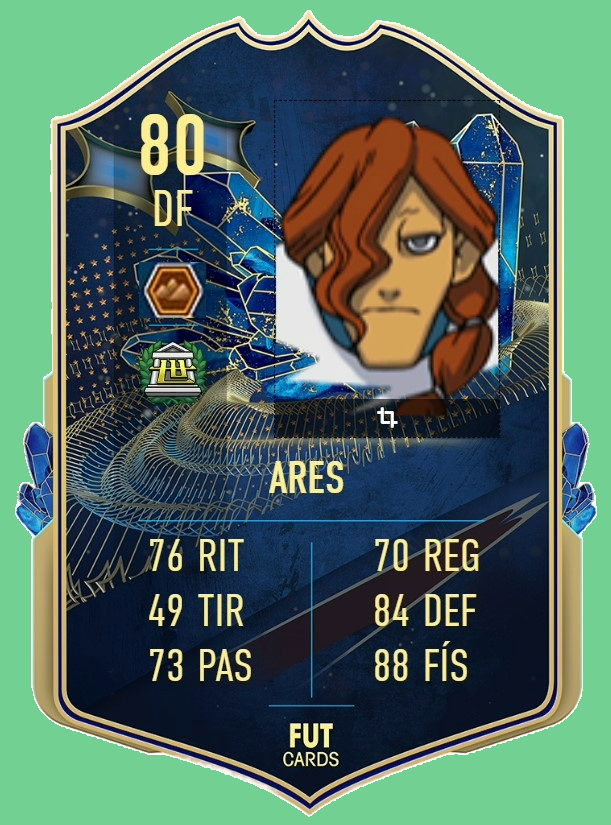 80
DF
ARES
76 RIT
70 REG
49 TIR
84 DEF
73 PAS
88 FÍS
FUT
CARDS